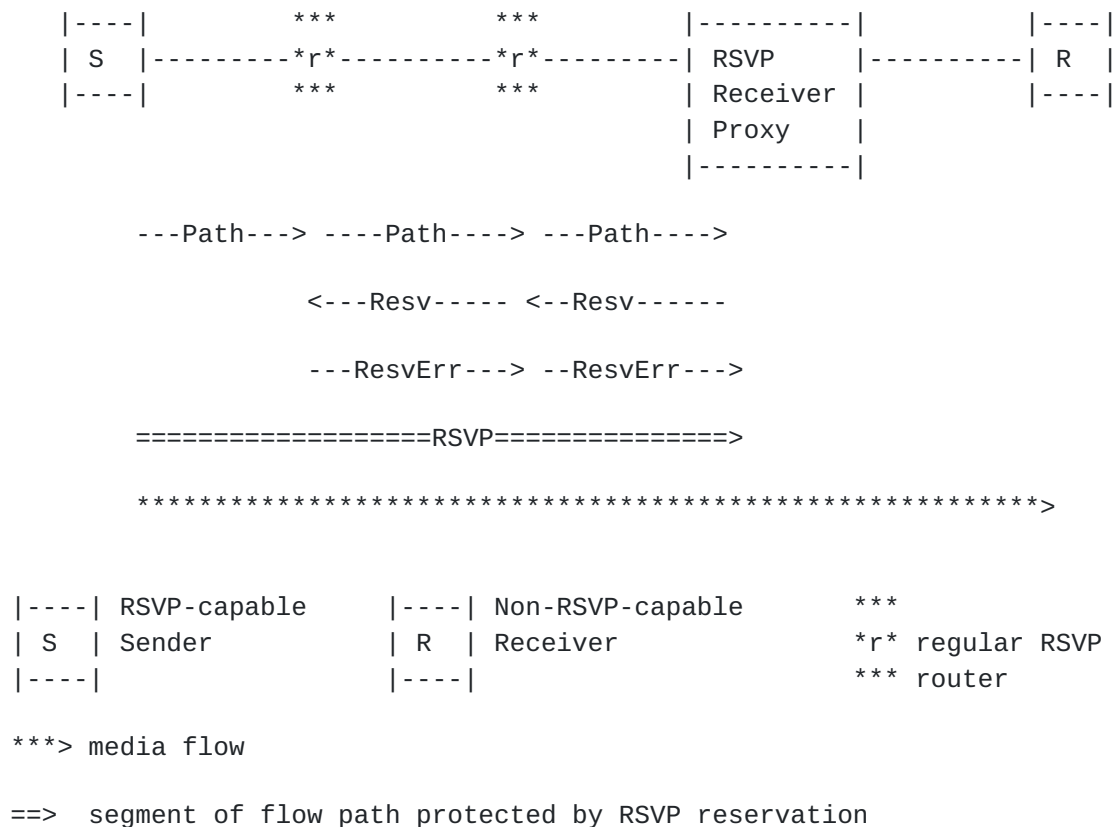 |----|         ***          ***         |----------|          |----|
| S  |---------*r*----------*r*---------| RSVP     |----------| R  |
|----|         ***          ***         | Receiver |          |----|
                                        | Proxy    |
                                        |----------|
---Path---> ----Path----> ---Path---->
<---Resv----- <--Resv------
---ResvErr---> --ResvErr--->
===================RSVP===============>
**********************************************************>
|----| RSVP-capable     |----| Non-RSVP-capable       ***
| S  | Sender           | R  | Receiver              *r* regular RSVP
|----|                  |----|                        *** router
***> media flow
==>  segment of flow path protected by RSVP reservation